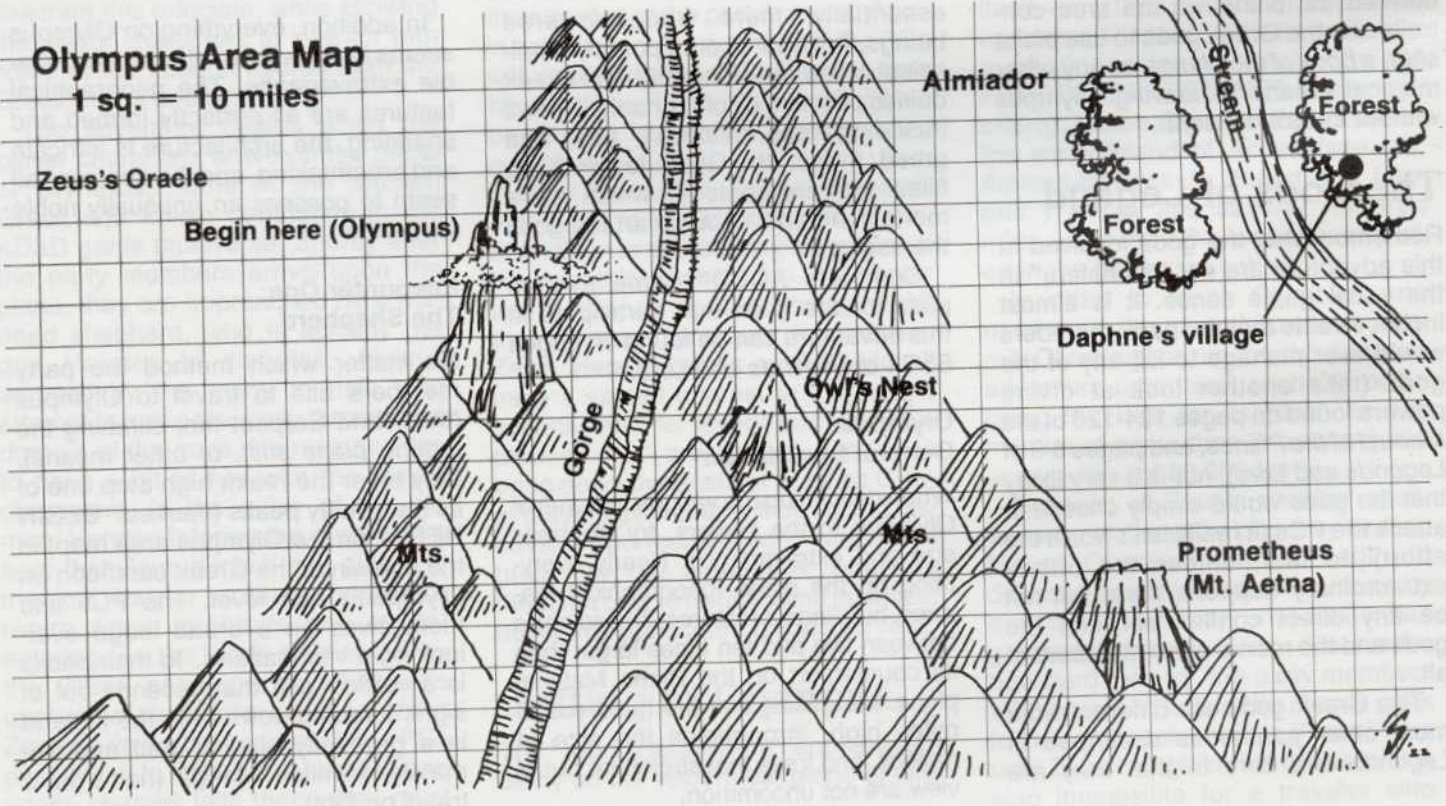 Olympus Area Map
1 sq. = 10 miles
Zeus's Oracle
Begin here (Olympus)
Almiador
Forest
Forest
Daphne's village
Owl's Nest
Gorge
Mts.
Mts.
Prometheus
(Mt. Aetna)